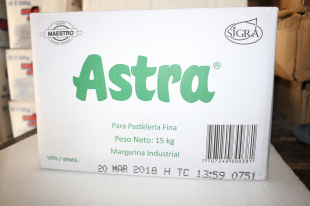 MAESTRO
SIGRA
Astra®
Para Pastelería Fina
Peso Neto: 15 kg
Margarina Industrial
LOTE / VENCE:
20 MAR 2018 H TC 13:59 0751